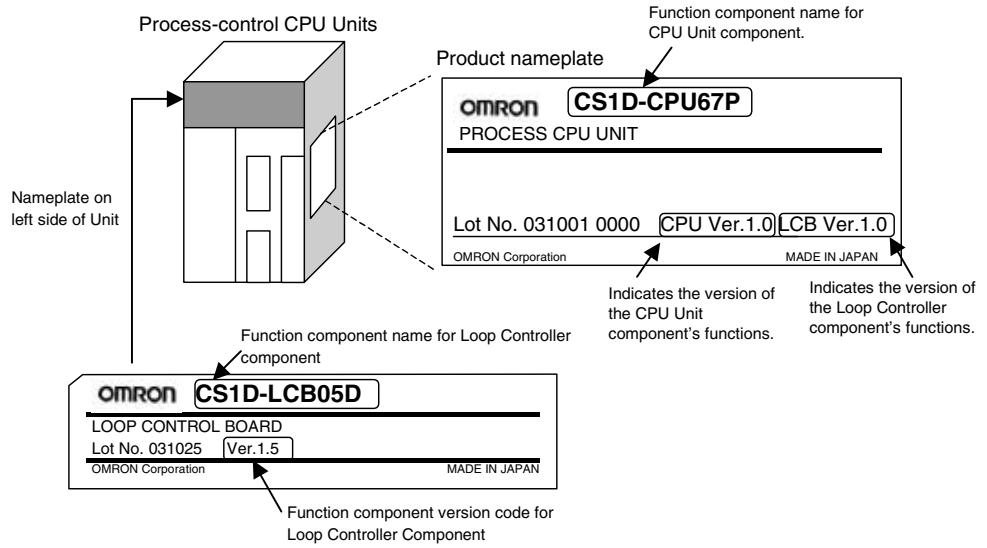 Process-control CPU Units
Function component name for
CPU Unit component.
Product nameplate
OMRON CS1D-CPU67P
PROCESS CPU UNIT
Lot No. 031001 0000 CPU Ver.1.0 LCB Ver.1.0
OMRON Corporation MADE IN JAPAN
Nameplate on
left side of Unit
Indicates the version of
the CPU Unit
component's functions.
Indicates the version of
the Loop Controller
component's functions.
Function component name for Loop Controller
component
OMRON CS1D-LCB05D
LOOP CONTROL BOARD
Lot No. 031025 Ver.1.5
OMRON Corporation MADE IN JAPAN
Function component version code for
Loop Controller Component